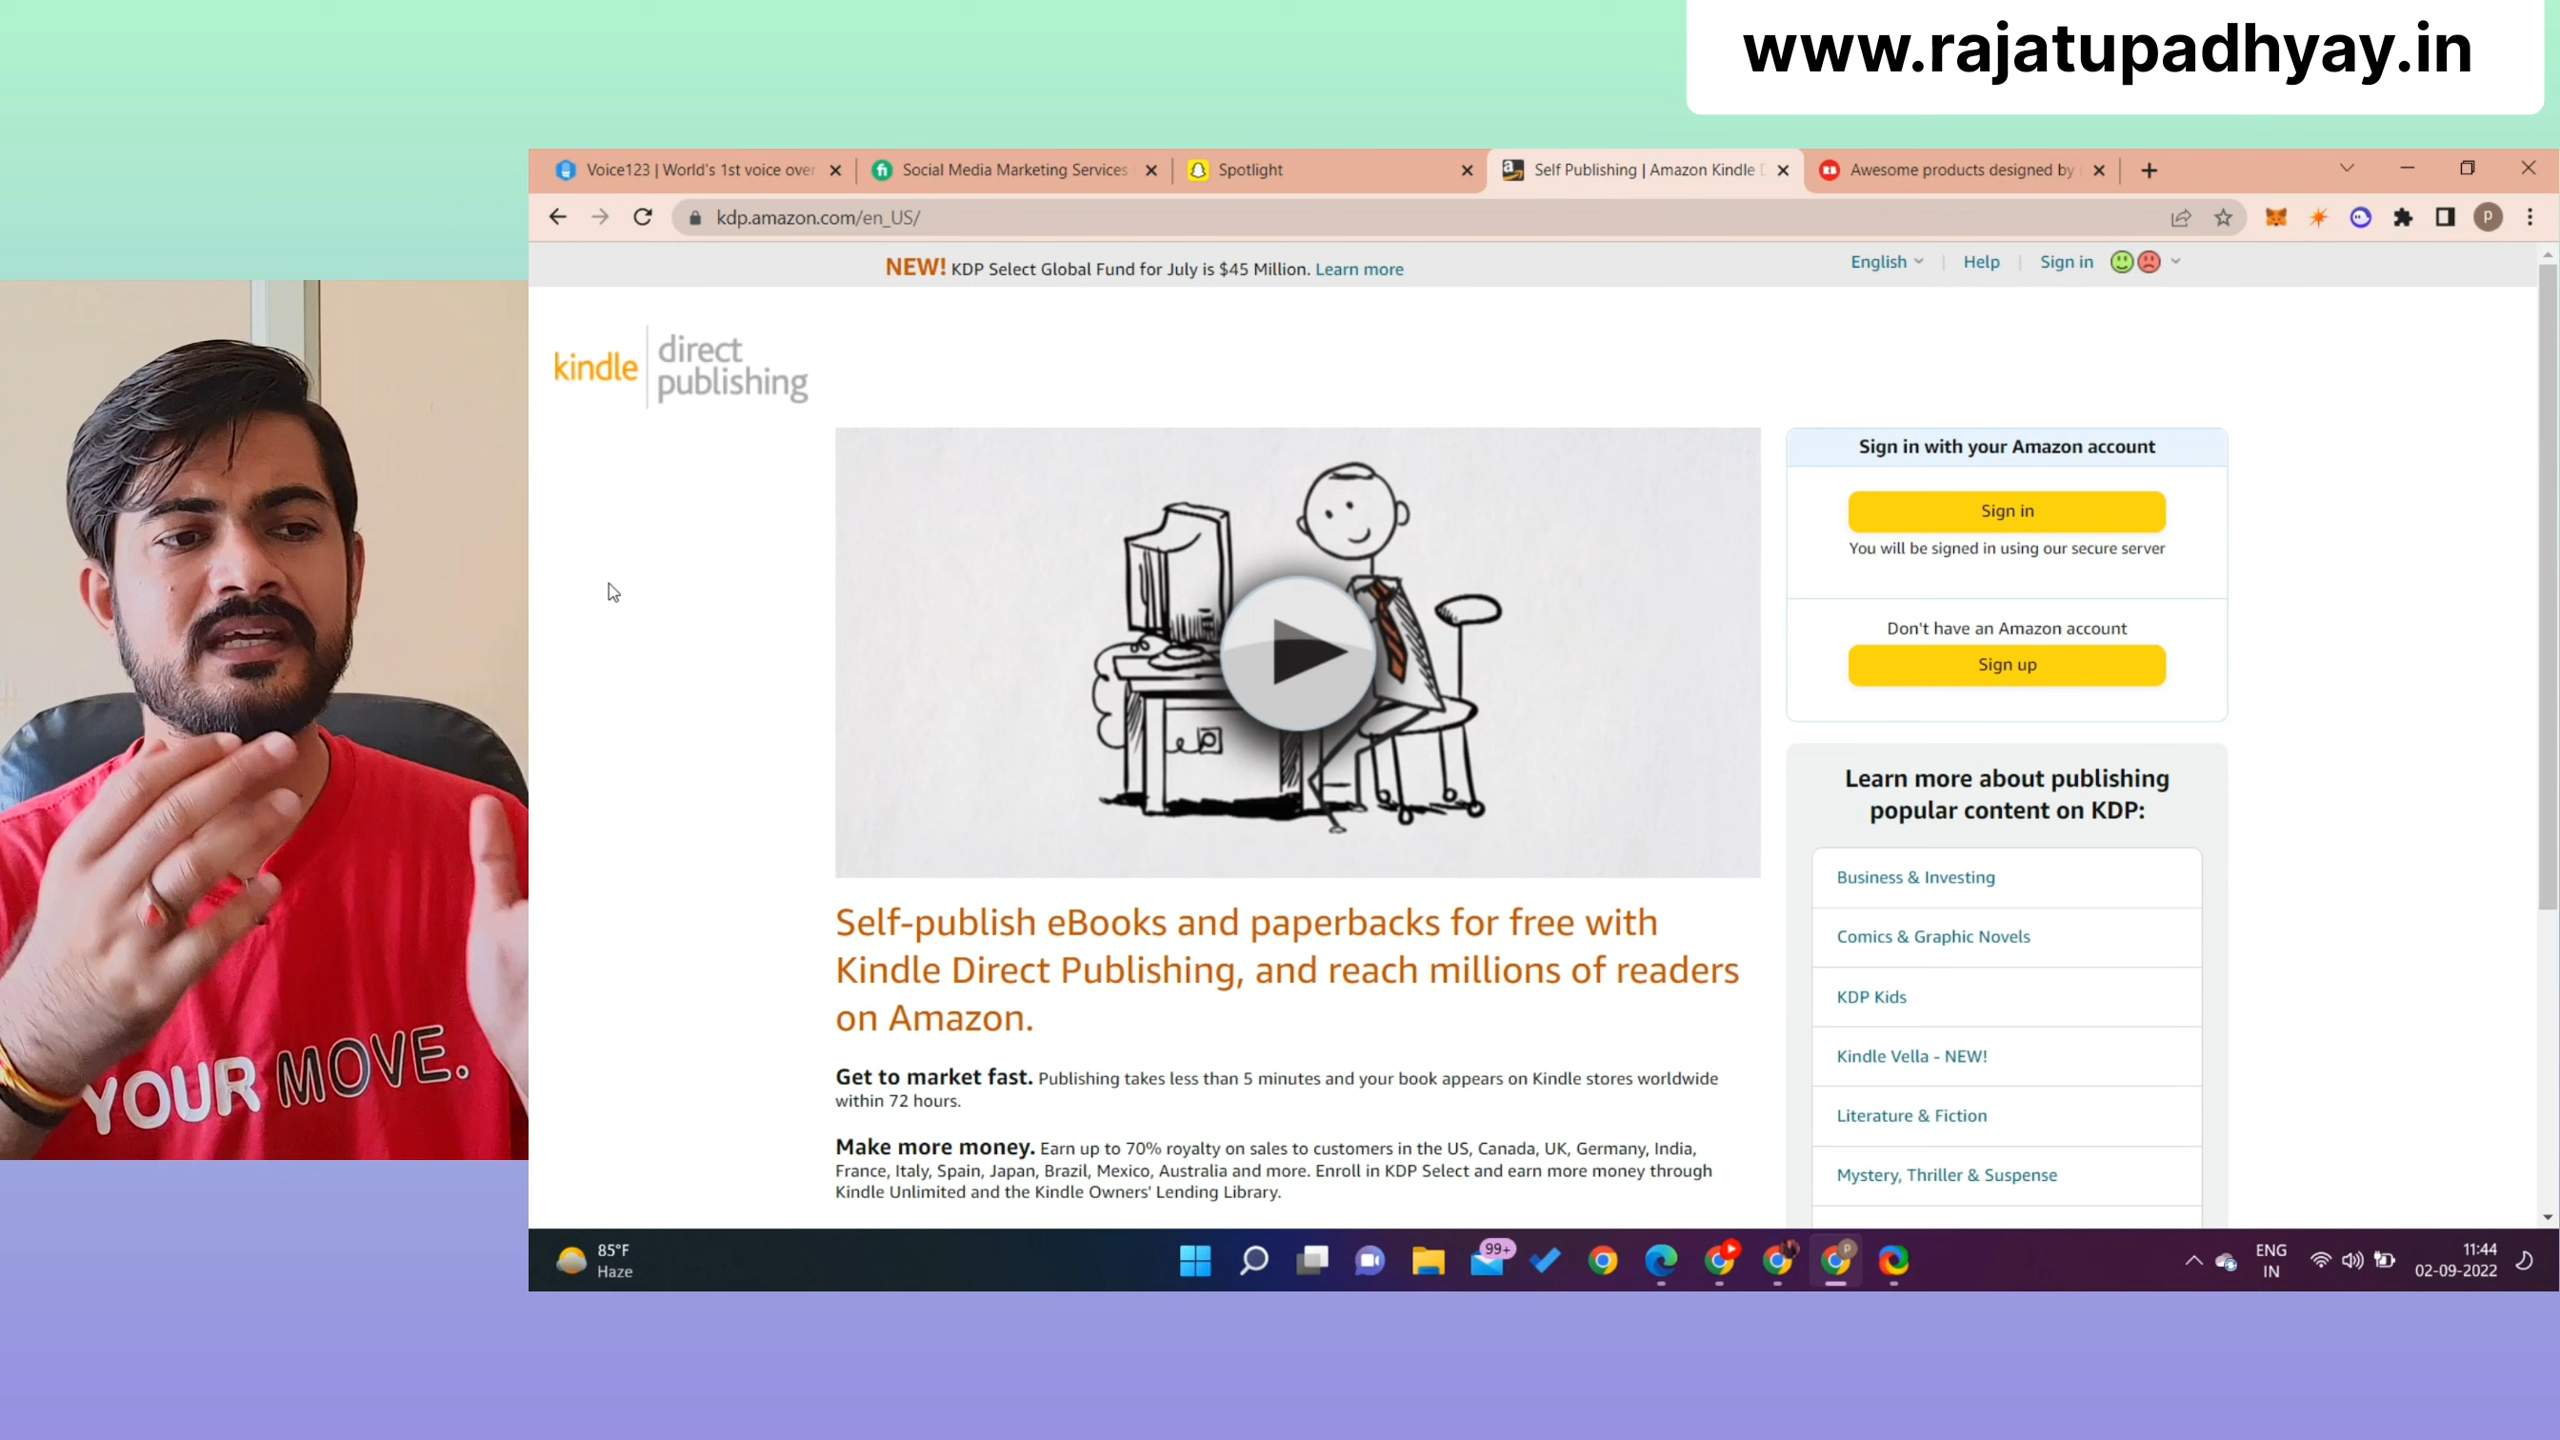 www.rajatupadhyay.in
Voice123 | World's 1st voice over
Social Media Marketing Services
Spotlight
Self Publishing | Amazon Kindle
Awesome products designed by
kdp.amazon.com/en_US/
P
NEW! KDP Select Global Fund for July is $45 Million. Learn more
English
Help
Sign in
kindle
direct
publishing
Sign in with your Amazon account
Sign in
You will be signed in using our secure server
Don't have an Amazon account
Sign up
Learn more about publishing
popular content on KDP:
Business & Investing
Comics & Graphic Novels
KDP Kids
Kindle Vella - NEW!
Literature & Fiction
Mystery, Thriller & Suspense
Self-publish eBooks and paperbacks for free with
Kindle Direct Publishing, and reach millions of readers
on Amazon.
Get to market fast. Publishing takes less than 5 minutes and your book appears on Kindle stores worldwide
within 72 hours.
Make more money. Earn up to 70% royalty on sales to customers in the US, Canada, UK, Germany, India,
France, Italy, Spain, Japan, Brazil, Mexico, Australia and more. Enroll in KDP Select and earn more money through
Kindle Unlimited and the Kindle Owners' Lending Library.
YOUR MOVE.
85°F
Haze
99+
ENG
IN
11:44
02-09-2022